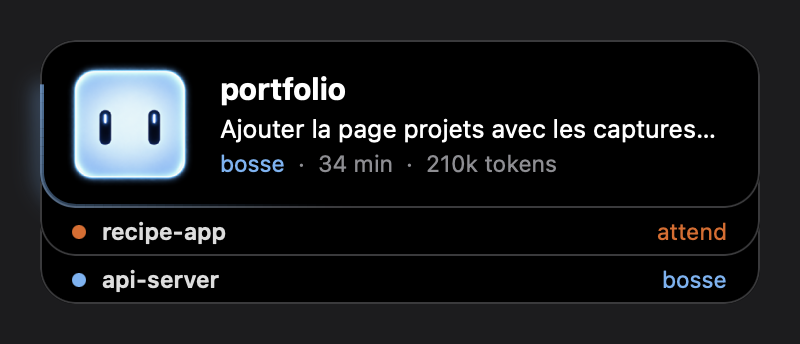 portfolio
Ajouter la page projets avec les captures…
bosse · 34 min · 210k tokens
recipe-app attend
api-server bosse